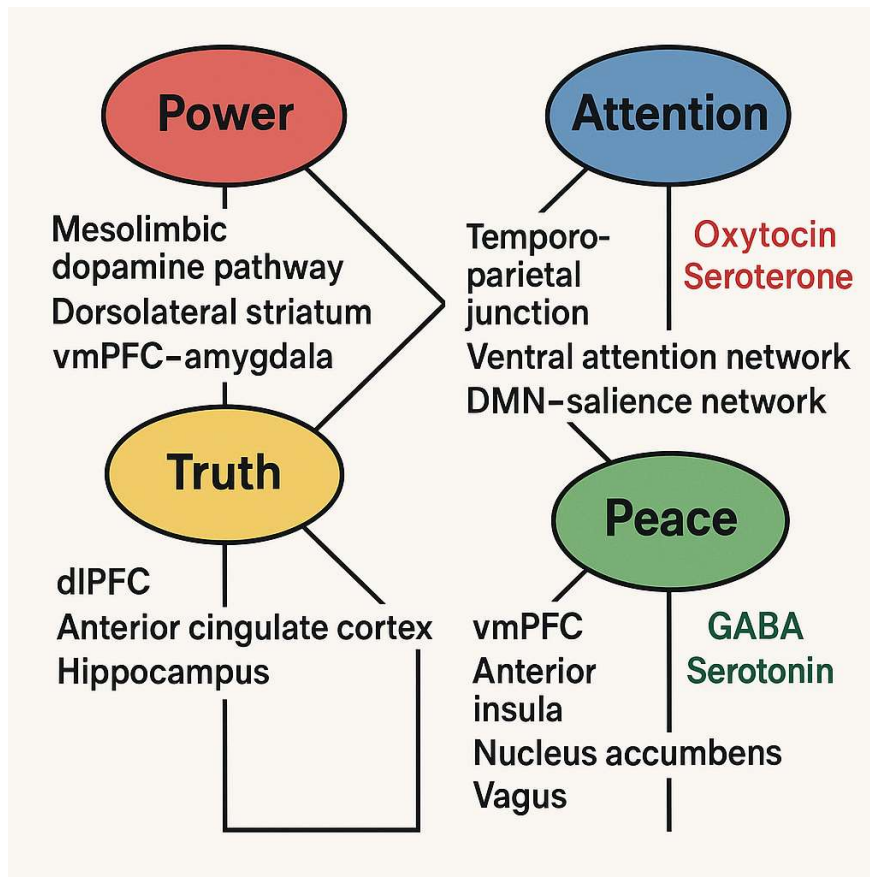 Power
Mesolimbic
dopamine pathway
Dorsolateral striatum
vmPFC–amygdala
Truth
dlPFC
Anterior cingulate cortex
Hippocampus
Attention
Temporo-
parietal
junction
Oxytocin
Seroterone
Ventral attention network
DMN–salience network
Peace
vmPFC
Anterior
insula
GABA
Serotonin
Nucleus accumbens
Vagus